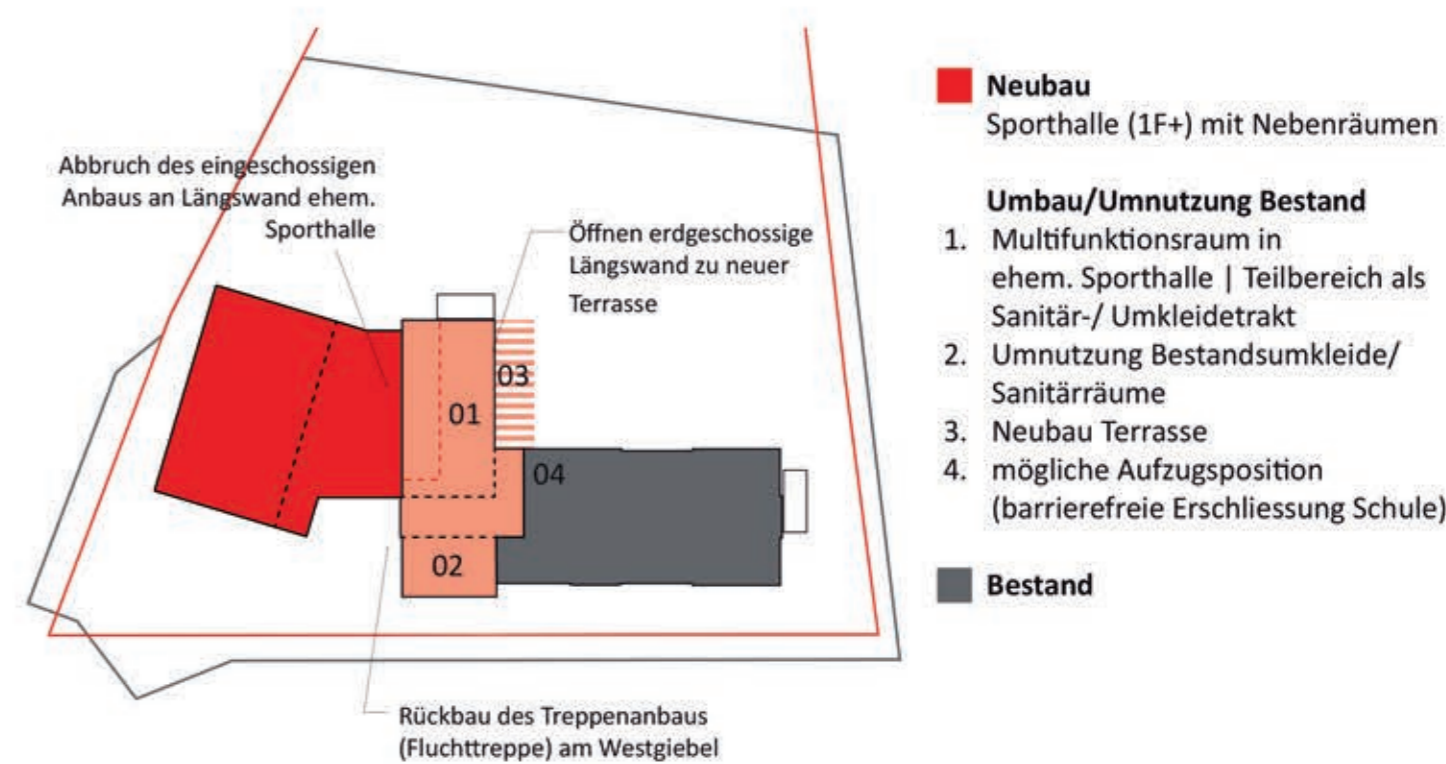 Abbruch des eingeschossigen
Anbaus an Längswand ehem.
Sporthalle
Öffnen erdgeschossige
Längswand zu neuer
Terrasse
03
01
04
02
Rückbau des Treppenanbaus
(Fluchttreppe) am Westgiebel
Neubau
Sporthalle (1F+) mit Nebenräumen
Umbau/Umnutzung Bestand
1. Multifunktionsraum in
ehem. Sporthalle | Teilbereich als
Sanitär-/ Umkleidetrakt
2. Umnutzung Bestandsumkleide/
Sanitärräume
3. Neubau Terrasse
4. mögliche Aufzugsposition
(barrierefreie Erschliessung Schule)
Bestand